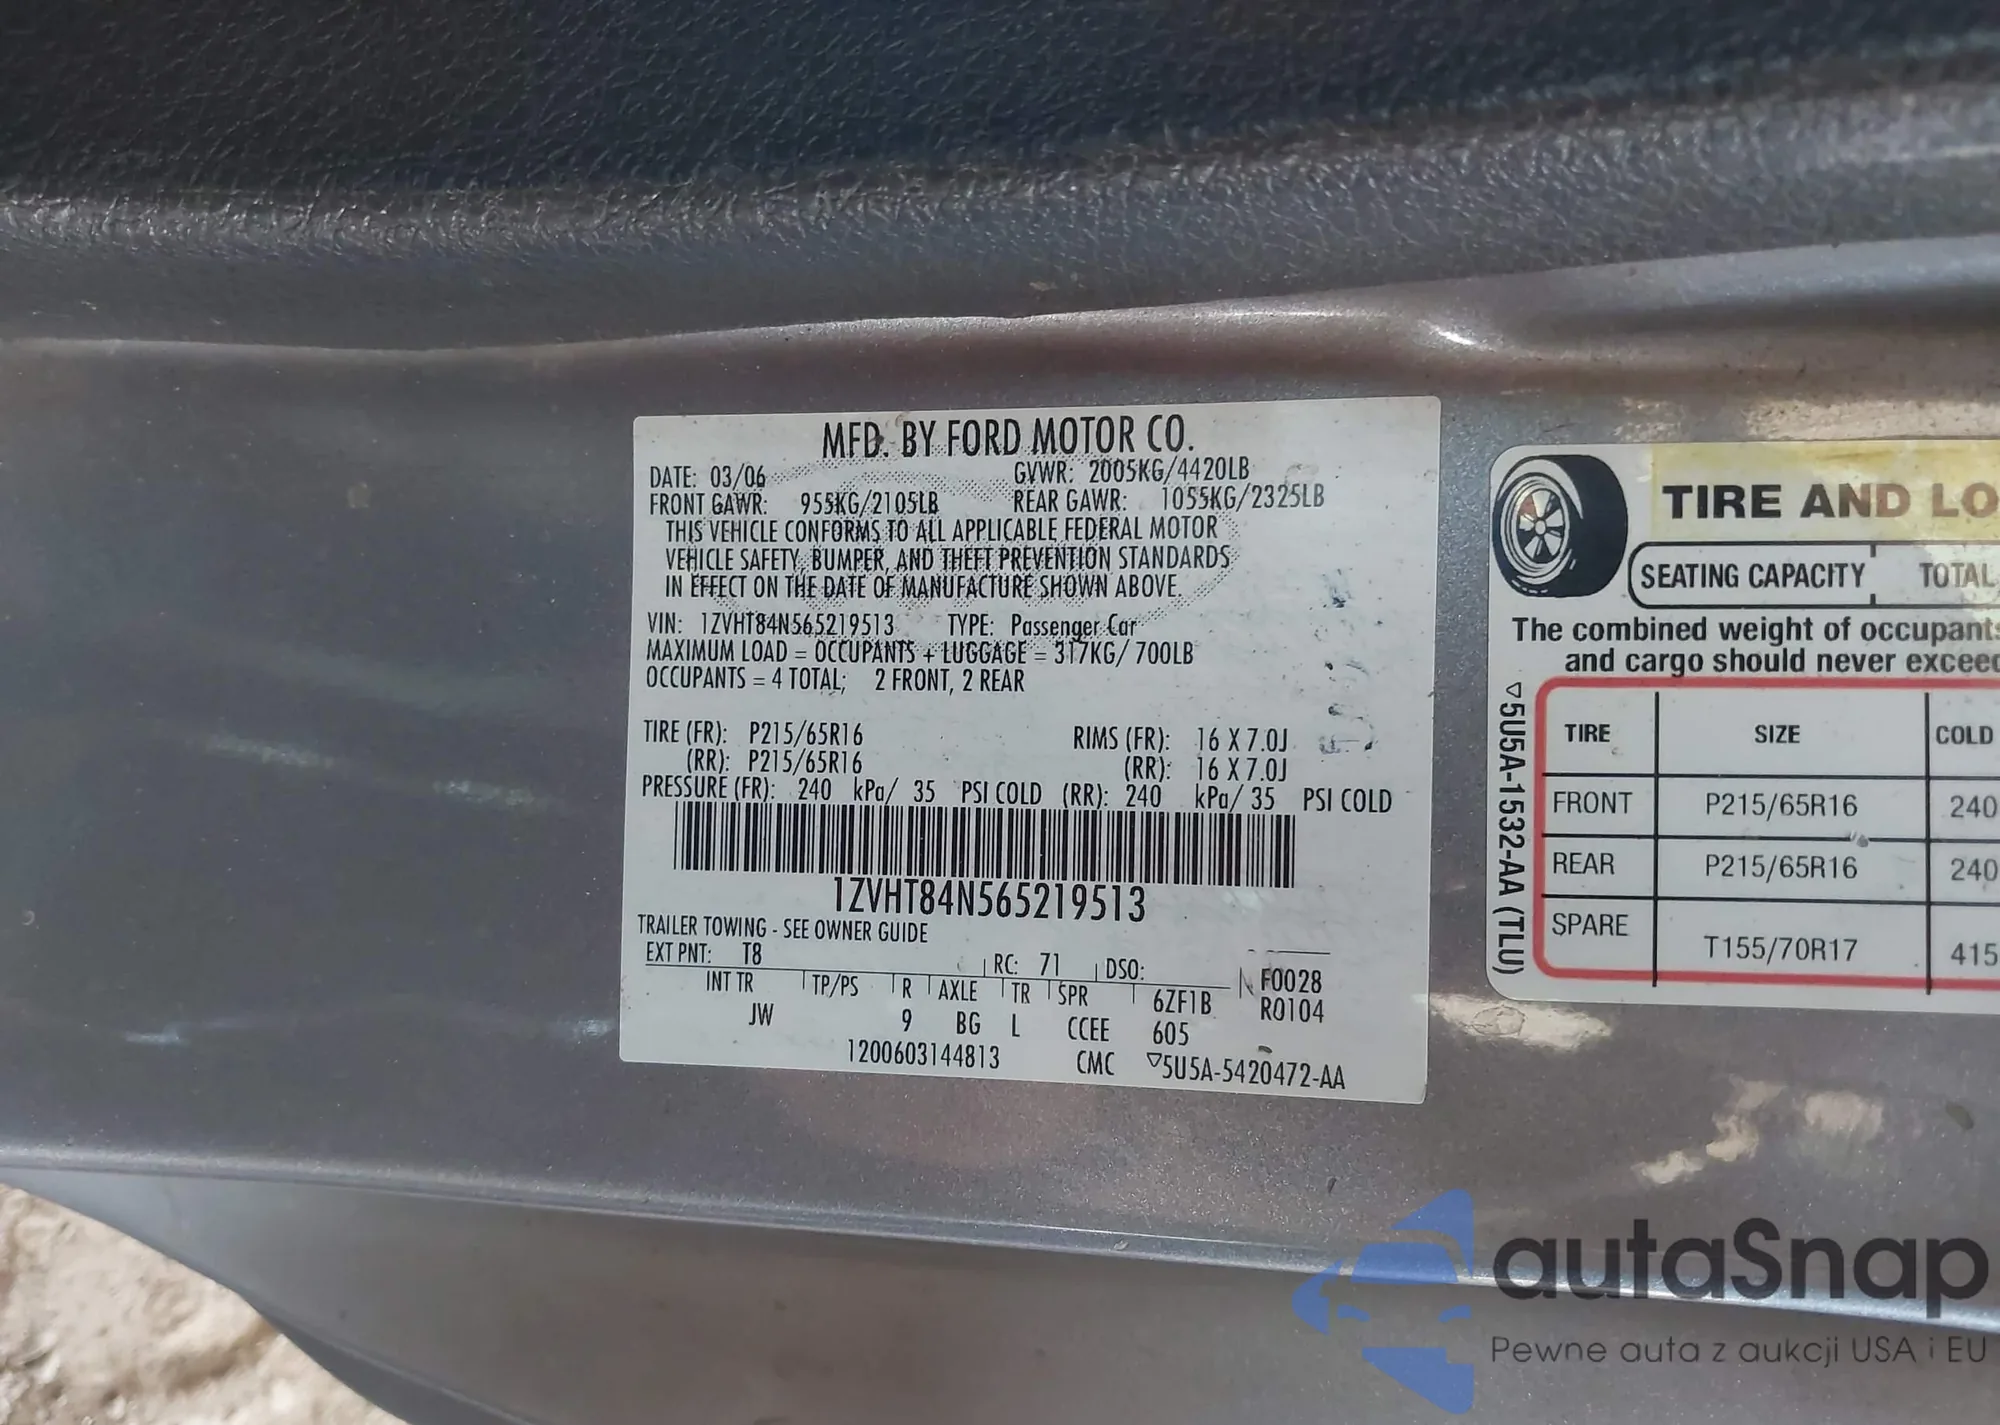 MFD. BY FORD MOTOR CO.
DATE: 03/06 GVWR: 2005KG/4420LB
FRONT GAWR: 955KG/2105LB REAR GAWR: 1055KG/2325LB
THIS VEHICLE CONFORMS TO ALL APPLICABLE FEDERAL MOTOR
VEHICLE SAFETY, BUMPER, AND THEFT PREVENTION STANDARDS
IN EFFECT ON THE DATE OF MANUFACTURE SHOWN ABOVE.
VIN: 1ZVHT84N565219513 TYPE: Passenger Car
MAXIMUM LOAD = OCCUPANTS + LUGGAGE = 317KG/ 700LB
OCCUPANTS = 4 TOTAL; 2 FRONT, 2 REAR
TIRE (FR): P215/65R16 RIMS (FR): 16 X 7.0J
(RR): P215/65R16 (RR): 16 X 7.0J
PRESSURE (FR): 240 kPa/ 35 PSI COLD (RR): 240 kPa/ 35 PSI COLD
1ZVHT84N565219513
TRAILER TOWING - SEE OWNER GUIDE
EXT PNT: T8 RC: 71 DSO: F0028
INT TR TP/PS R AXLE TR SPR 6ZF1B R0104
JW 9 BG L CCEE 605
1200603144813 CMC ▽5U5A-5420472-AA
TIRE AND LO
SEATING CAPACITY TOTAL
The combined weight of occupants
and cargo should never exceed
▽5U5A-1532-AA (TLU)
TIRE SIZE COLD
FRONT P215/65R16 240
REAR P215/65R16 240
SPARE T155/70R17 415
autaSnap
Pewne auta z aukcji USA i EU